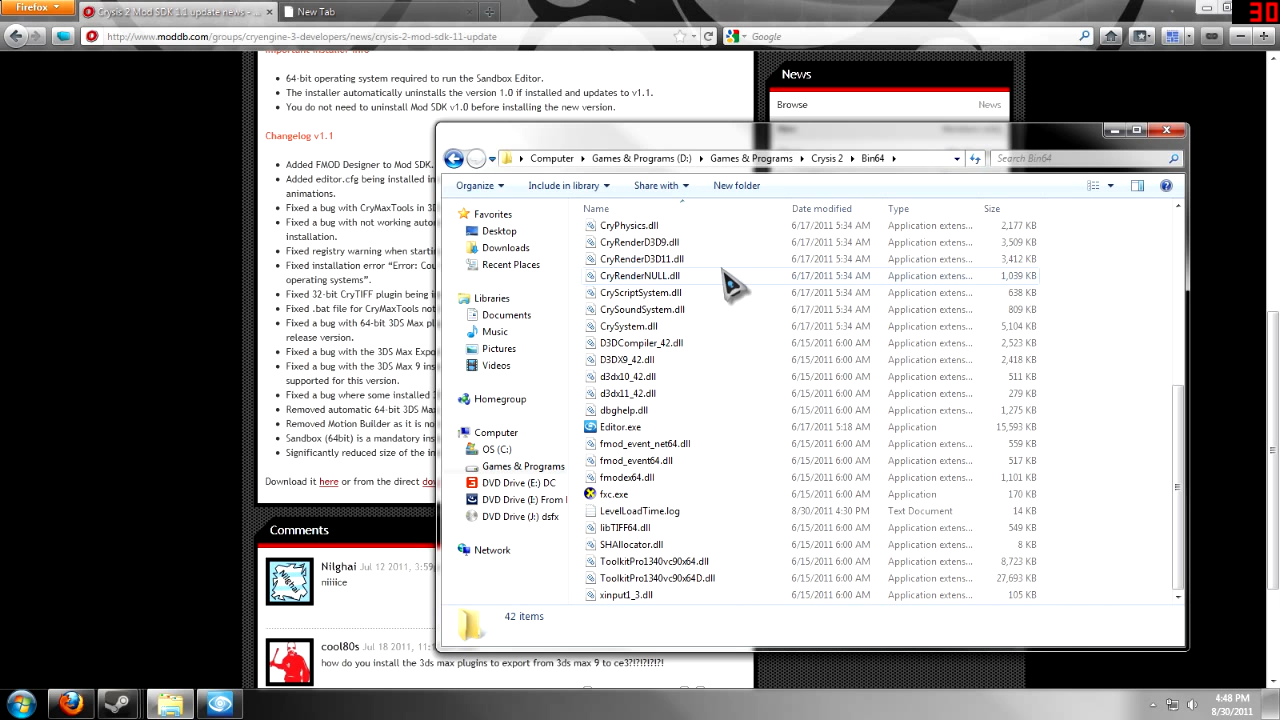 Firefox
Crysis 2 Mod SDK 1.1 update news - ...
New Tab
30
http://www.moddb.com/groups/cryengine-3-developers/news/crysis-2-mod-sdk-11-update
Google
Important installer info
64-bit operating system required to run the Sandbox Editor.
The installer automatically uninstalls the version 1.0 if installed and updates to v1.1.
You do not need to uninstall Mod SDK v1.0 before installing the new version.
Changelog v1.1
Added FMOD Designer to Mod SDK.
Added editor.cfg being installed in
animations.
Fixed a bug with CryMaxTools in 3D
Fixed a bug with not working auto
installation.
Fixed registry warning when starti
Fixed installation error "Error: Cou
operating systems".
Fixed 32-bit CryTIFF plugin being i
Fixed .bat file for CryMaxTools not
Fixed a bug with 64-bit 3DS Max pl
release version.
Fixed a bug with the 3DS Max Expo
Fixed a bug with the 3DS Max 9 ins
supported for this version.
Fixed a bug where some installed
Removed automatic 64-bit 3DS Ma
Removed Motion Builder as it is no
Sandbox (64bit) is a mandatory ins
Significantly reduced size of the in
Download it here or from the direct do
Comments
Nilghai Jul 12 2011, 3:59
niiiice
cool80s Jul 18 2011, 11:
how do you install the 3ds max plugins to export from 3ds max 9 to ce3?!?!?!?!?!
News
Browse
News
Computer
Games & Programs (D:)
Games & Programs
Crysis 2
Bin64
Search Bin64
Organize
Include in library
Share with
New folder
Favorites
Desktop
Downloads
Recent Places
Libraries
Documents
Music
Pictures
Videos
Homegroup
Computer
OS (C:)
Games & Programs
DVD Drive (E:) DC
DVD Drive (I:) From
DVD Drive (J:) dsfx
Network
Name Date modified Type Size
CryPhysics.dll 6/17/2011 5:34 AM Application extens... 2,177 KB
CryRenderD3D9.dll 6/17/2011 5:34 AM Application extens... 3,509 KB
CryRenderD3D11.dll 6/17/2011 5:34 AM Application extens... 3,412 KB
CryRenderNULL.dll 6/17/2011 5:34 AM Application extens... 1,039 KB
CryScriptSystem.dll 6/17/2011 5:34 AM Application extens... 638 KB
CrySoundSystem.dll 6/17/2011 5:34 AM Application extens... 809 KB
CrySystem.dll 6/17/2011 5:34 AM Application extens... 5,104 KB
D3DCompiler_42.dll 6/15/2011 6:00 AM Application extens... 2,523 KB
D3DX9_42.dll 6/15/2011 6:00 AM Application extens... 2,418 KB
d3dx10_42.dll 6/15/2011 6:00 AM Application extens... 511 KB
d3dx11_42.dll 6/15/2011 6:00 AM Application extens... 279 KB
dbghelp.dll 6/15/2011 6:00 AM Application extens... 1,275 KB
Editor.exe 6/17/2011 5:18 AM Application 15,593 KB
fmod_event_net64.dll 6/15/2011 6:00 AM Application extens... 559 KB
fmod_event64.dll 6/15/2011 6:00 AM Application extens... 517 KB
fmodex64.dll 6/15/2011 6:00 AM Application extens... 1,101 KB
fxc.exe 6/15/2011 6:00 AM Application 170 KB
LevelLoadTime.log 8/30/2011 4:30 PM Text Document 14 KB
libTIFF64.dll 6/15/2011 6:00 AM Application extens... 549 KB
SHAllocator.dll 6/15/2011 6:00 AM Application extens... 8 KB
ToolkitPro1340vc90x64.dll 6/15/2011 6:00 AM Application extens... 8,723 KB
ToolkitPro1340vc90x64D.dll 6/15/2011 6:00 AM Application extens... 27,693 KB
xinput1_3.dll 6/15/2011 6:00 AM Application extens... 105 KB
42 items
4:48 PM
8/30/2011